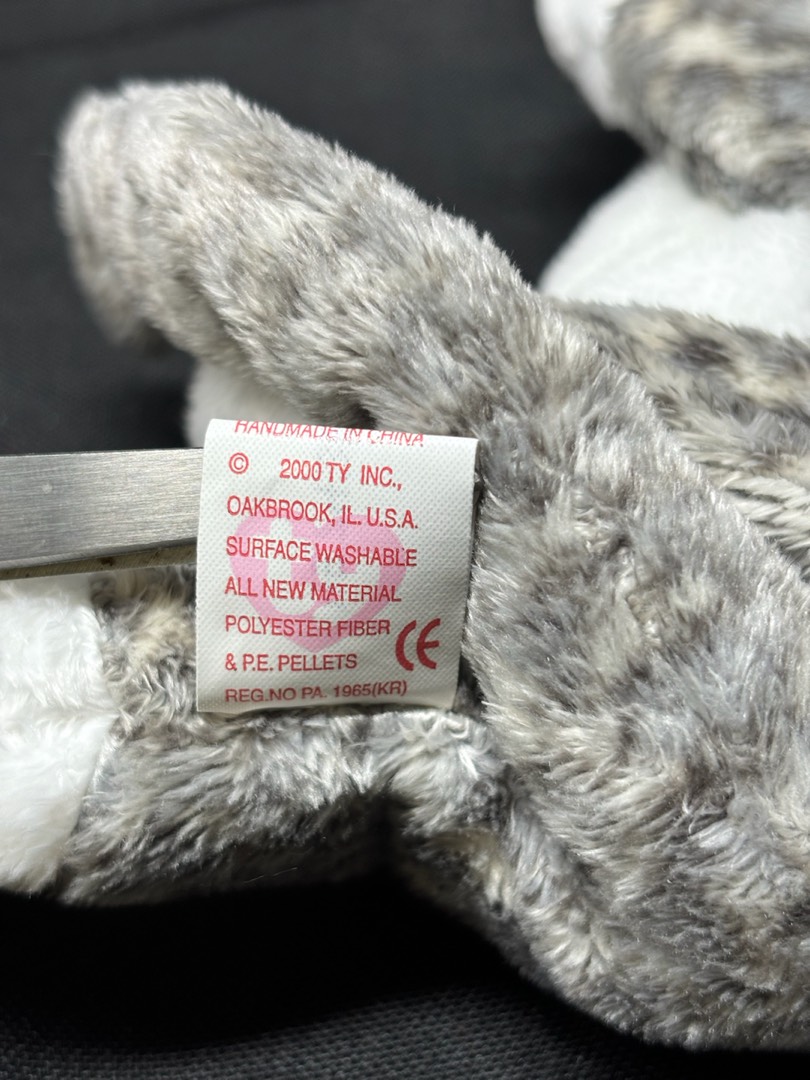 HANDMADE IN CHINA
© 2000 TY INC.,
OAKBROOK, IL. U.S.A.
SURFACE WASHABLE
ALL NEW MATERIAL
POLYESTER FIBER
& P.E. PELLETS
CE
REG.NO PA. 1965(KR)